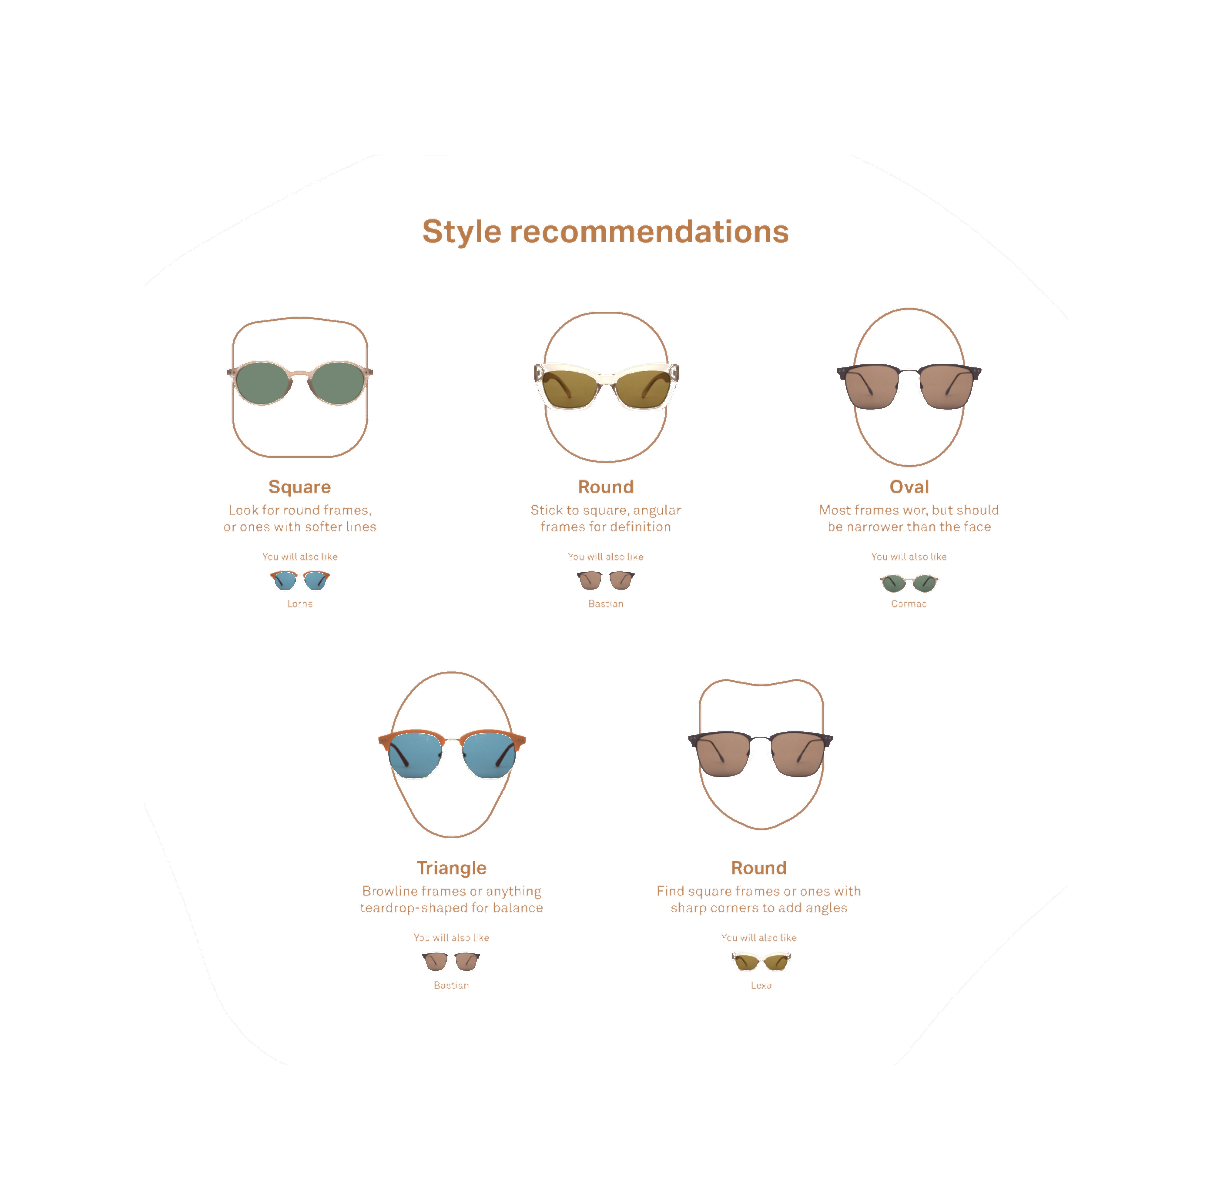 Style recommendations
Square
Look for round frames,
or ones with softer lines
You will also like
Lorne
Round
Stick to square, angular
frames for definition
You will also like
Bastian
Oval
Most frames wor, but should
be narrower than the face
You will also like
Cormac
Triangle
Browline frames or anything
teardrop-shaped for balance
You will also like
Bastian
Round
Find square frames or ones with
sharp corners to add angles
You will also like
Lexa